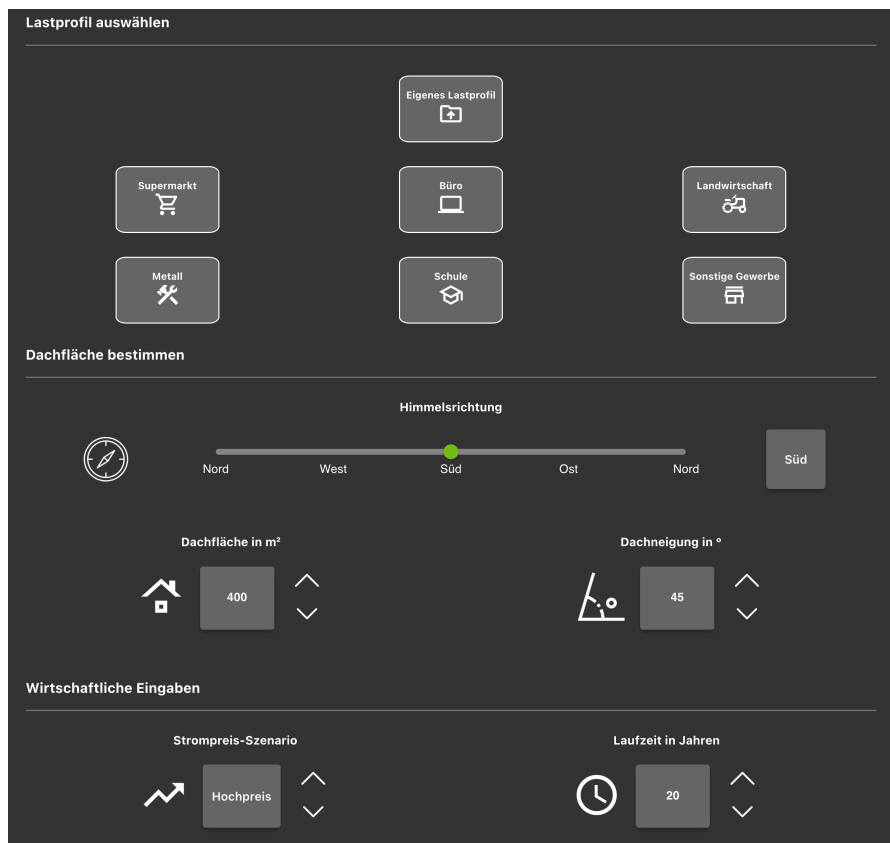 Lastprofil auswählen
Eigenes Lastprofil
Supermarkt
Büro
Landwirtschaft
Metall
Schule
Sonstige Gewerbe
Dachfläche bestimmen
Himmelsrichtung
Nord West Süd Ost Nord
Süd
Dachfläche in m²
Dachneigung in °
400
45
Wirtschaftliche Eingaben
Strompreis-Szenario
Laufzeit in Jahren
Hochpreis
20